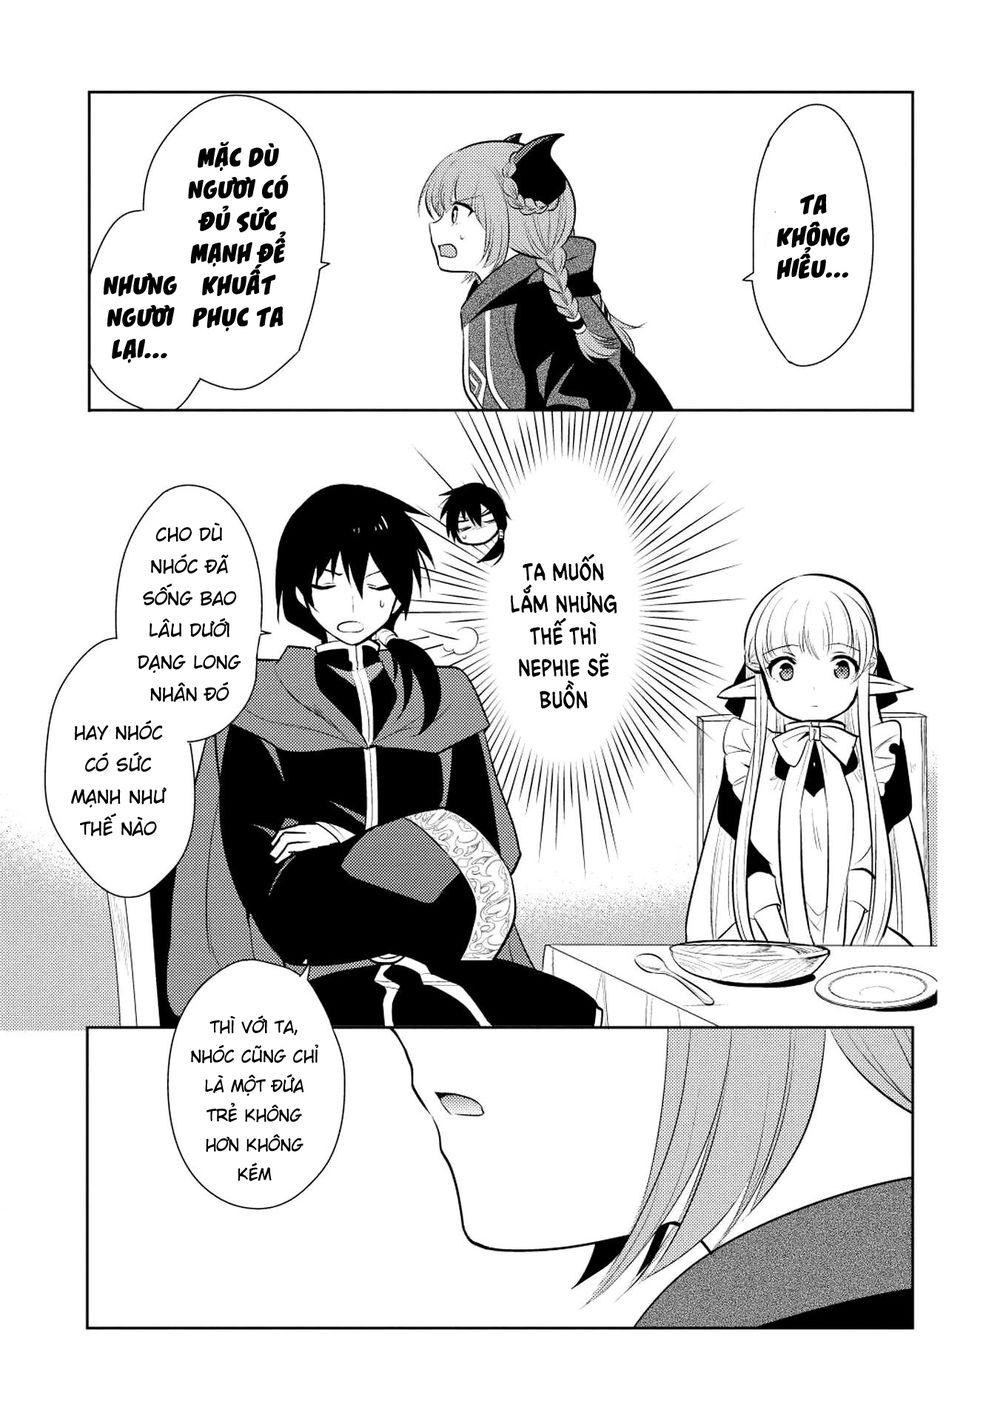 TA
KHÔNG
HIỂU...
MẶC DÙ
NGƯƠI CÓ
ĐỦ SỨC
MẠNH ĐỂ
KHUẤT
PHỤC TA
NHƯNG
NGƯƠI
LẠI...
TA MUỐN
LẮM NHƯNG
THẾ THÌ
NEPHIE SẼ
BUỒN
CHO DÙ
NHÓC ĐÃ
SỐNG BAO
LÂU DƯỚI
DẠNG LONG
NHÂN ĐÓ
HAY NHÓC
CÓ SỨC
MẠNH NHƯ
THẾ NÀO
THÌ VỚI TA,
NHÓC CŨNG CHỈ
LÀ MỘT ĐỨA
TRẺ KHÔNG
HƠN KHÔNG
KÉM